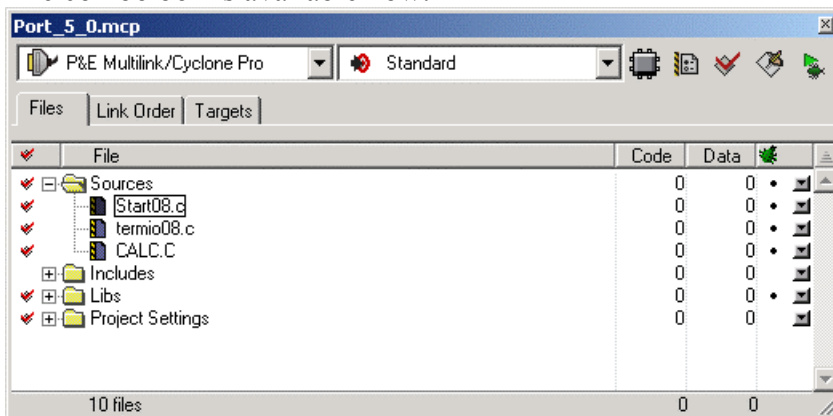 Port_5_0.mcp
P&E Multilink/Cyclone Pro Standard
Files Link Order Targets
File Code Data
Sources 0 0
Start08.c 0 0
termio08.c 0 0
CALC.C 0 0
Includes 0 0
Libs 0 0
Project Settings 0 0
10 files 0 0